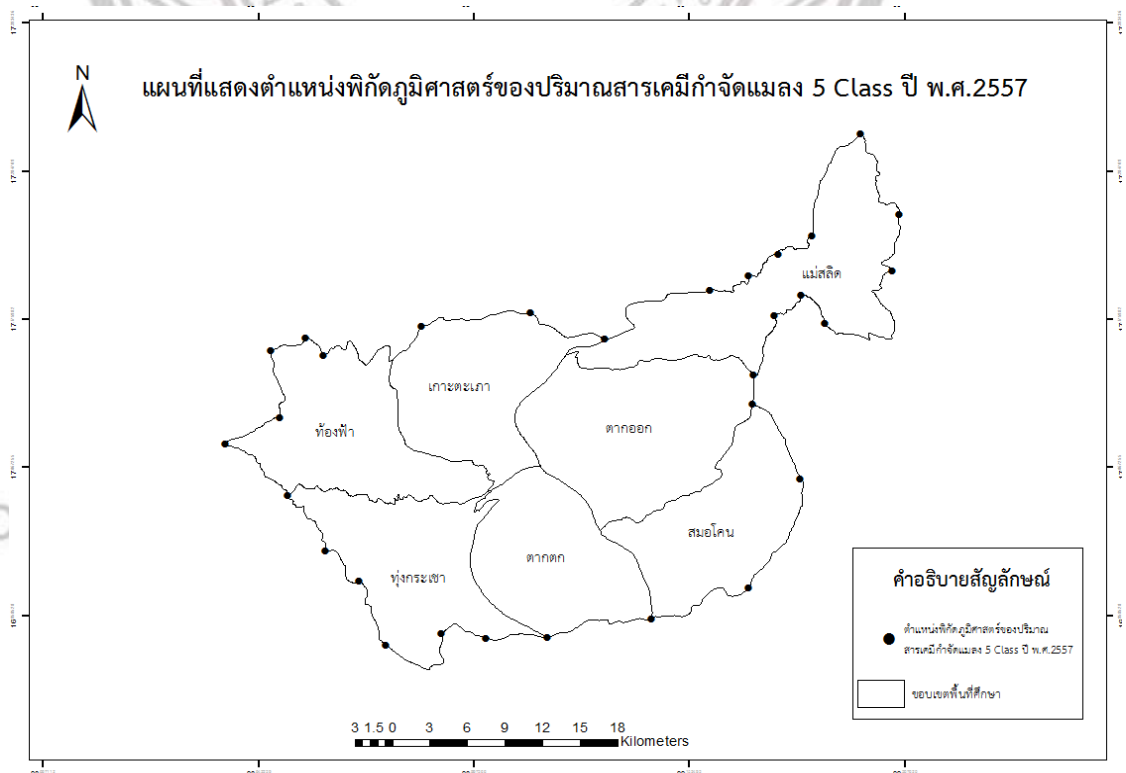 แผนที่แสดงตำแหน่งพิกัดภูมิศาสตร์ของปริมาณสารเคมีกำจัดแมลง 5 Class ปี พ.ศ.2557
N
แม่สลิด
เกาะตะเภา
ท้องฟ้า
ตากออก
สมอโคน
ตากตก
ทุ่งกระเชา
คำอธิบายสัญลักษณ์
ตำแหน่งพิกัดภูมิศาสตร์ของปริมาณ
สารเคมีกำจัดแมลง 5 Class ปี พ.ศ.2557
ขอบเขตพื้นที่ศึกษา
3 1.5 0 3 6 9 12 15 18
Kilometers